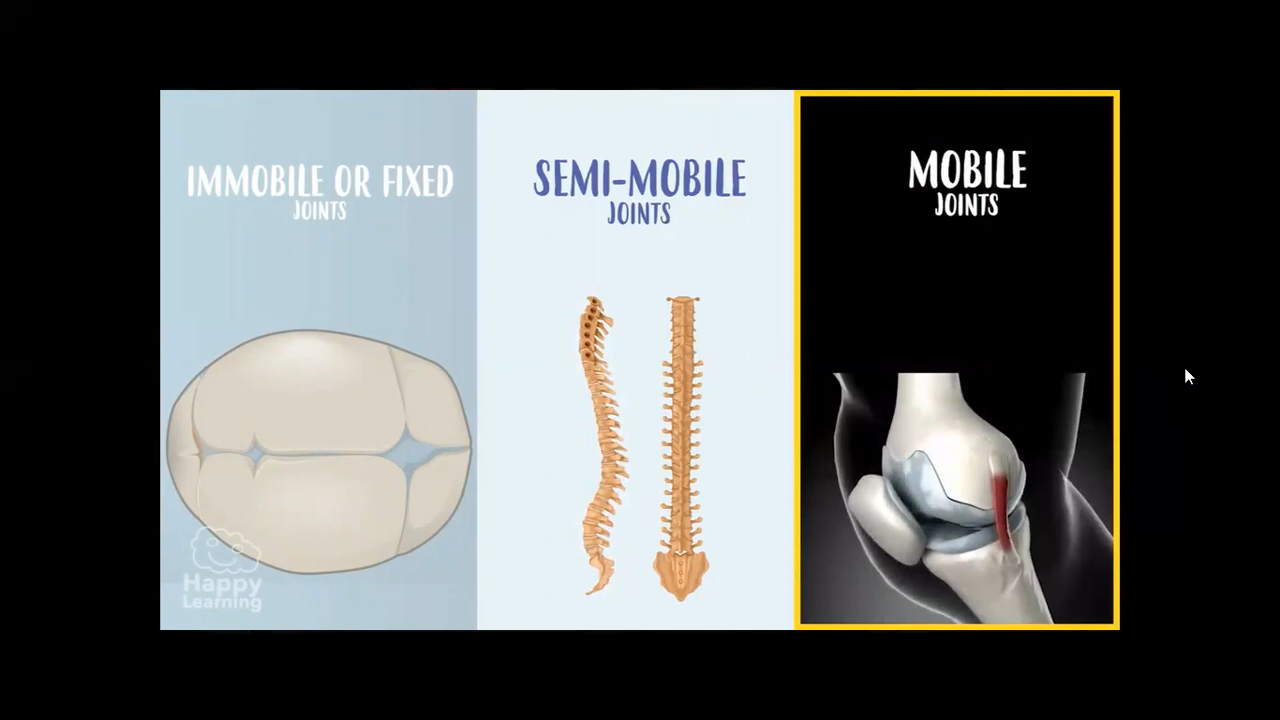 IMMOBILE OR FIXED
JOINTS
SEMI-MOBILE
JOINTS
MOBILE
JOINTS
Happy
Learning